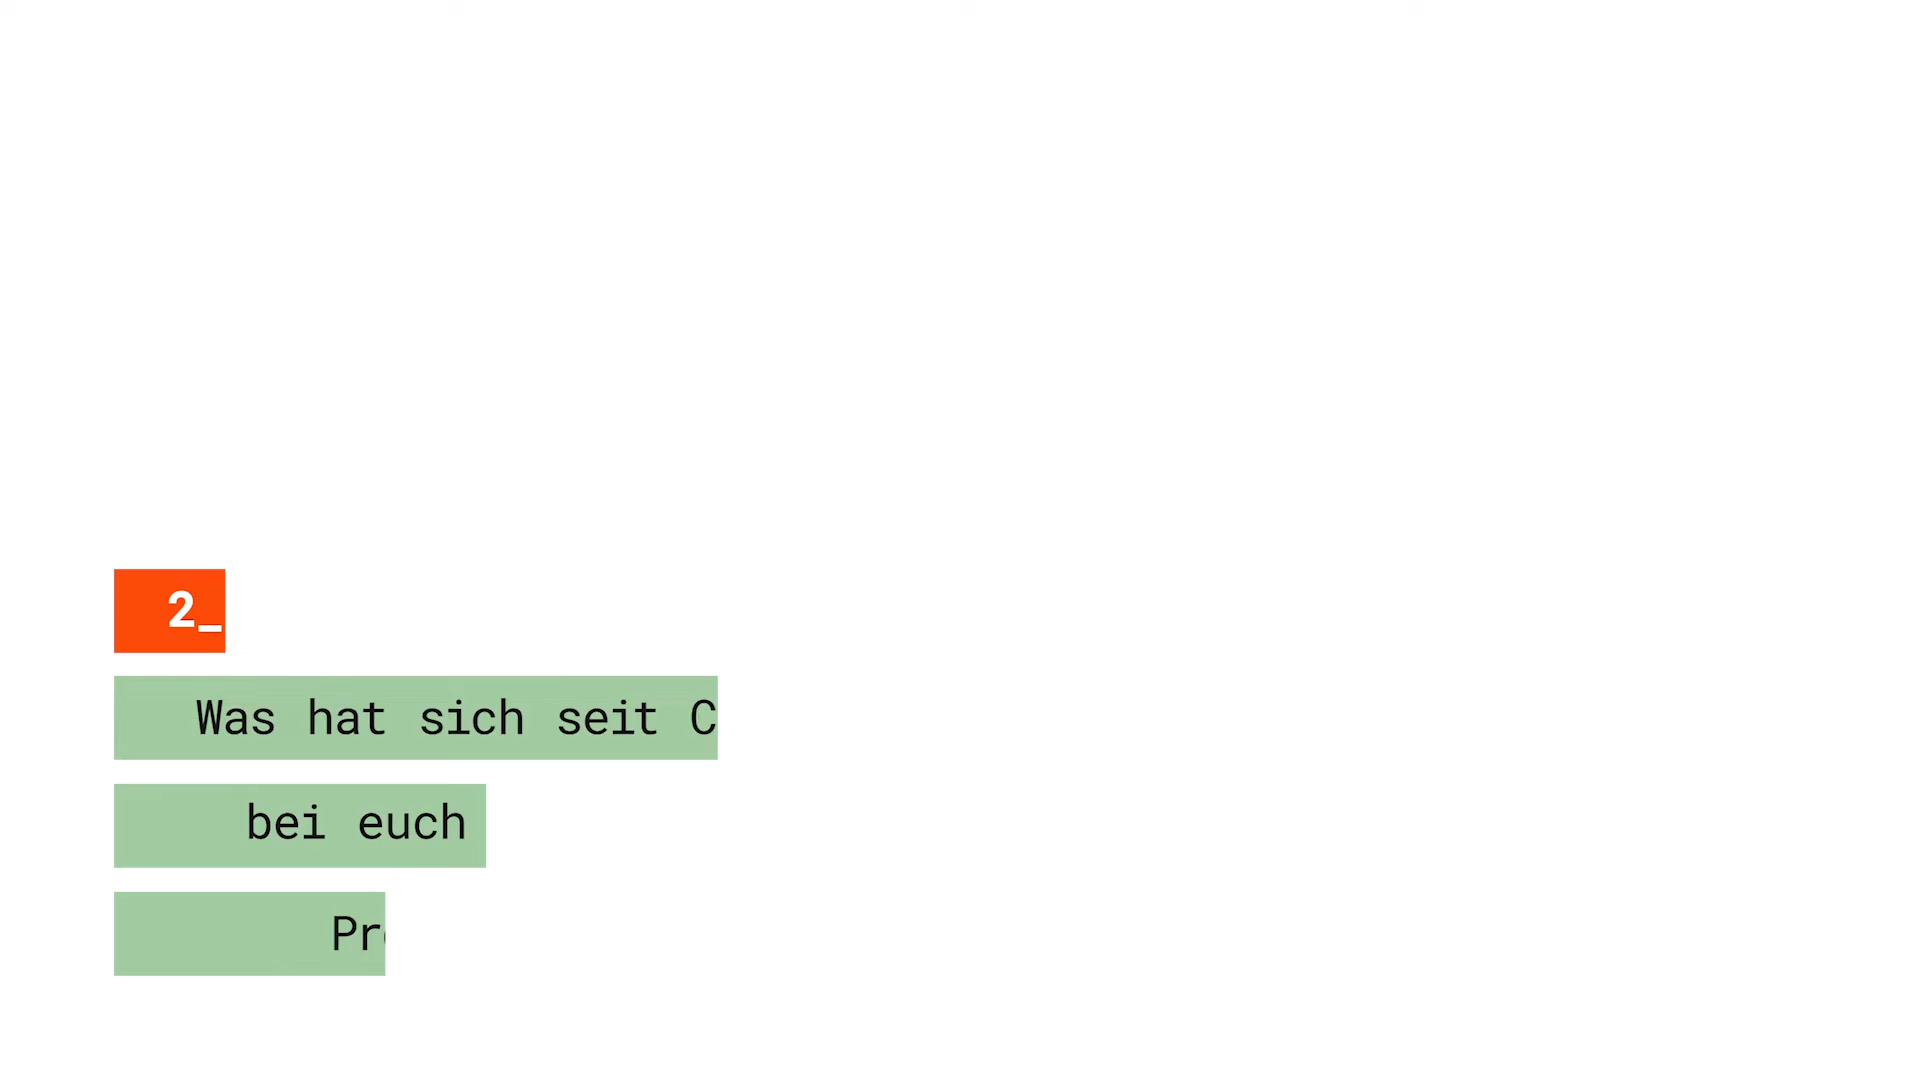 2_
Was hat sich seit C
bei euch
Pr